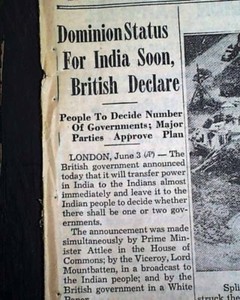 Dominion Status
For India Soon,
British Declare
People To Decide Number
Of Governments; Major
Parties Approve Plan
LONDON, June 3 (AP) — The
British government announced
today that it will transfer power
in India to the Indians almost
immediately and leave it to the
Indian people to decide whether
there shall be one or two gov-
ernments.
The announcement was made
simultaneously by Prime Min-
ister Attlee in the House of
Commons; by the Viceroy, Lord
Mountbatten, in a broadcast to
the Indian people; and by the
British government in a White
Paper.
Spli
struck the